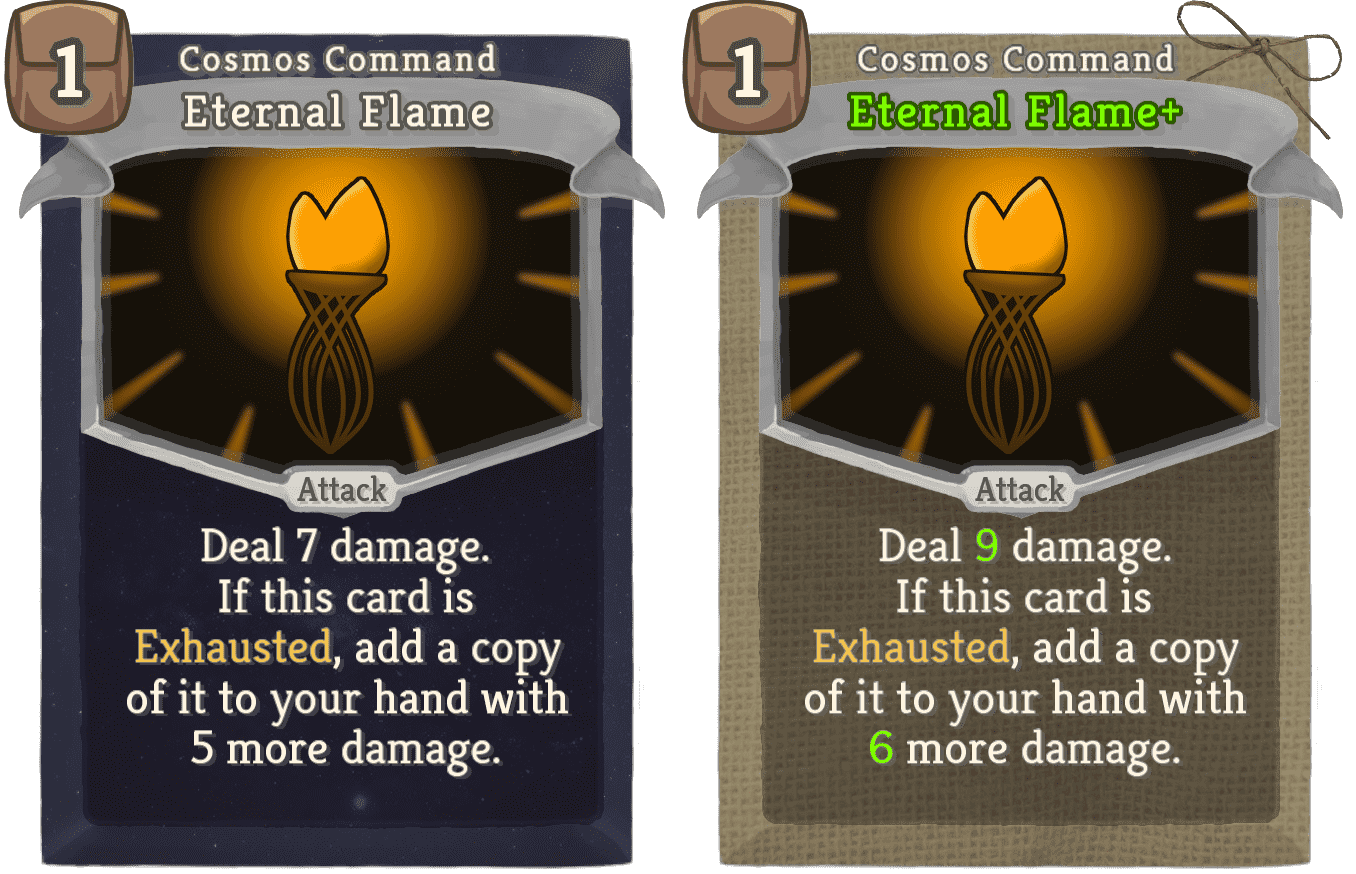 1
Cosmos Command
Eternal Flame
Attack
Deal 7 damage.
If this card is
Exhausted, add a copy
of it to your hand with
5 more damage.
1
Cosmos Command
Eternal Flame+
Attack
Deal 9 damage.
If this card is
Exhausted, add a copy
of it to your hand with
6 more damage.